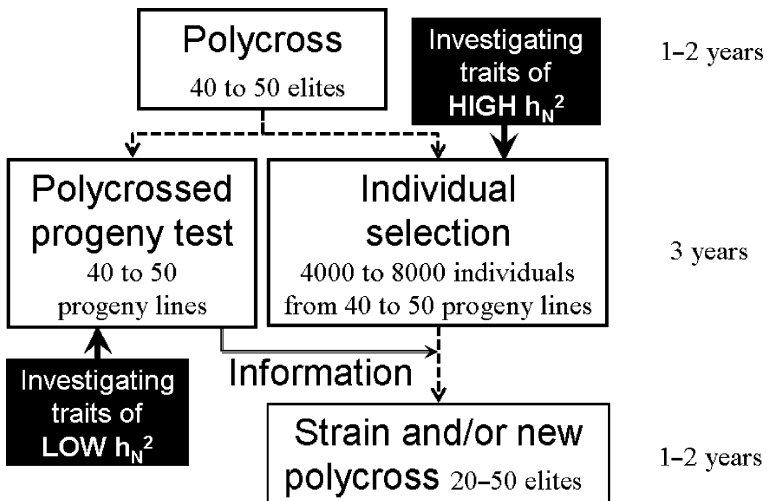 Polycross
40 to 50 elites
Investigating
traits of
HIGH hN²
1–2 years
Polycrossed
progeny test
40 to 50
progeny lines
Individual
selection
4000 to 8000 individuals
from 40 to 50 progeny lines
3 years
Investigating
traits of
LOW hN²
Information
Strain and/or new
polycross 20–50 elites
1–2 years